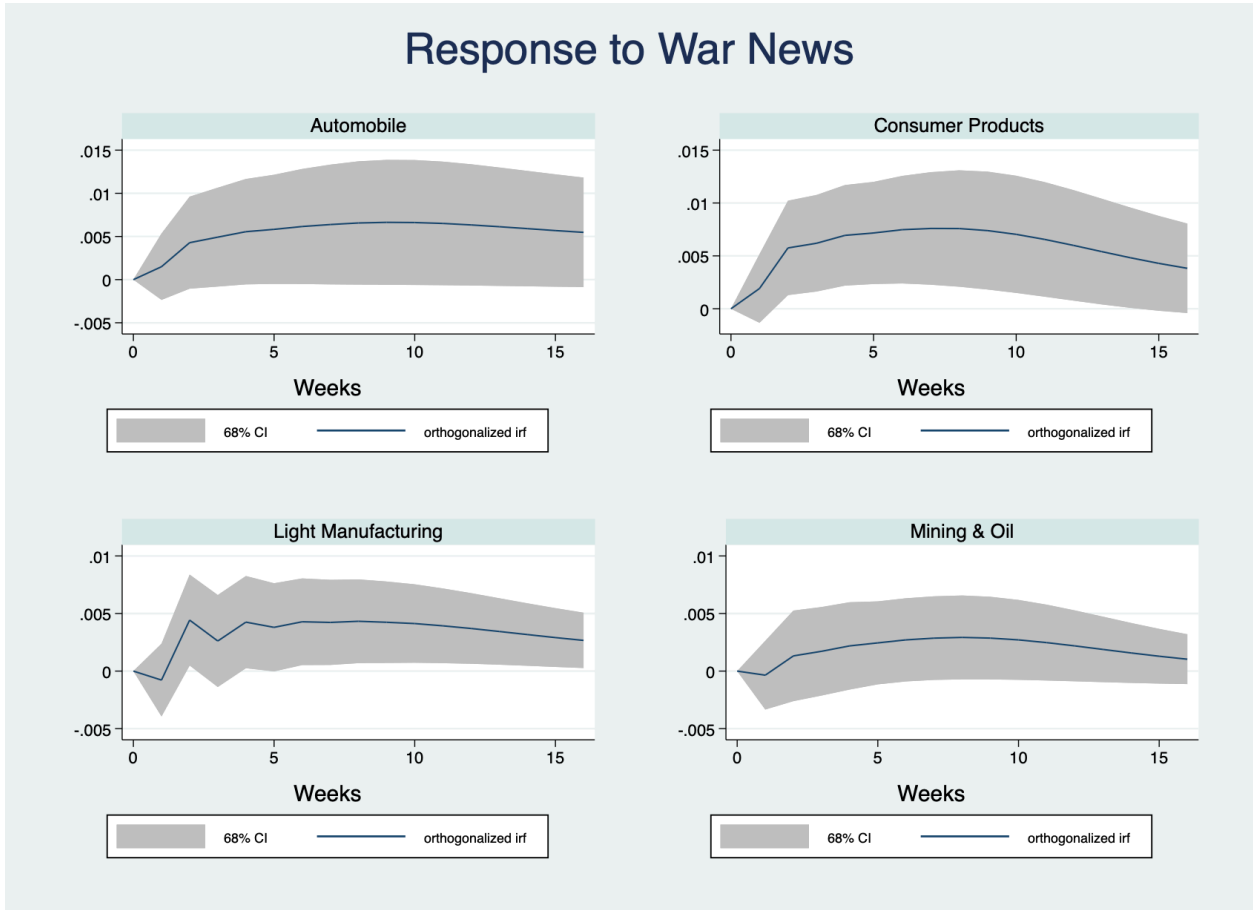 Response to War News
Automobile
.015
.01
.005
0
-.005
0 5 10 15
Weeks
68% CI orthogonalized irf
Consumer Products
.015
.01
.005
0
0 5 10 15
Weeks
68% CI orthogonalized irf
Light Manufacturing
.01
.005
0
-.005
0 5 10 15
Weeks
68% CI orthogonalized irf
Mining & Oil
.01
.005
0
-.005
0 5 10 15
Weeks
68% CI orthogonalized irf